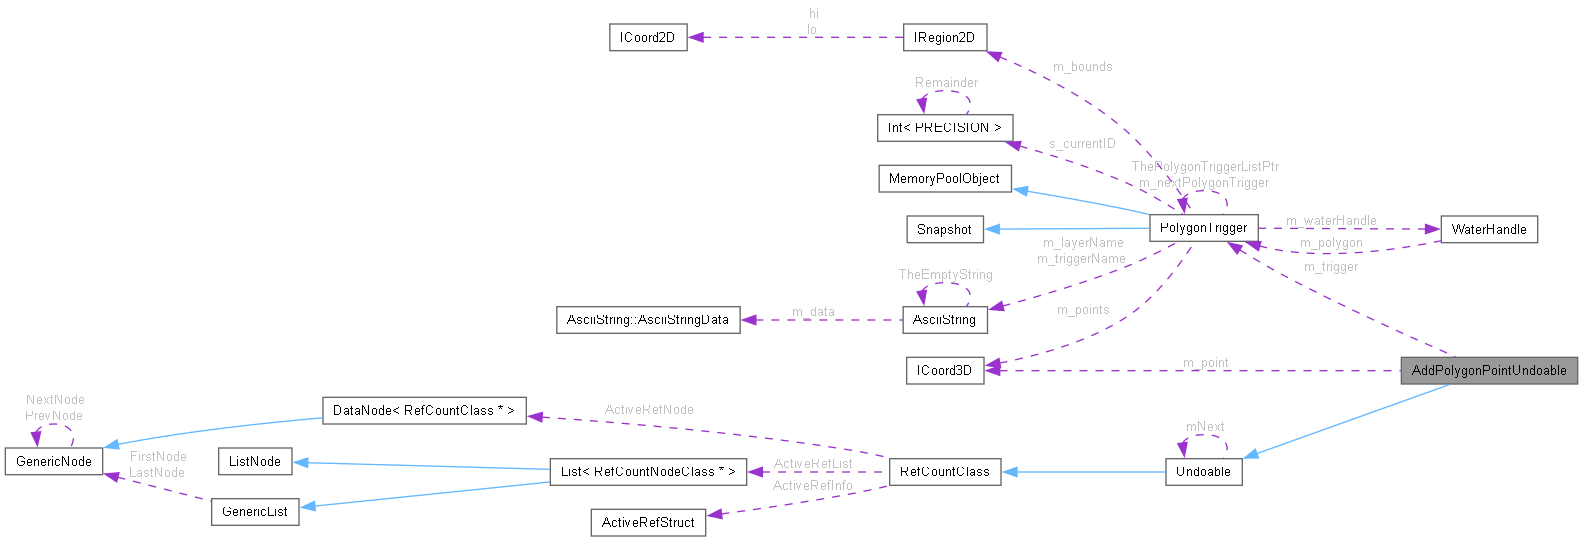 hi
lo
ICoord2D
IRegion2D
m_bounds
Remainder
Int< PRECISION >
s_currentID
ThePolygonTriggerListPtr
m_nextPolygonTrigger
MemoryPoolObject
Snapshot
PolygonTrigger
m_waterHandle
WaterHandle
m_polygon
m_layerName
m_triggerName
m_trigger
TheEmptyString
AsciiString::AsciiStringData
m_data
AsciiString
m_points
ICoord3D
m_point
AddPolygonPointUndoable
NextNode
PrevNode
DataNode< RefCountClass * >
ActiveRefNode
mNext
GenericNode
FirstNode
LastNode
ListNode
List< RefCountNodeClass * >
ActiveRefList
RefCountClass
Undoable
ActiveRefInfo
GenericList
ActiveRefStruct